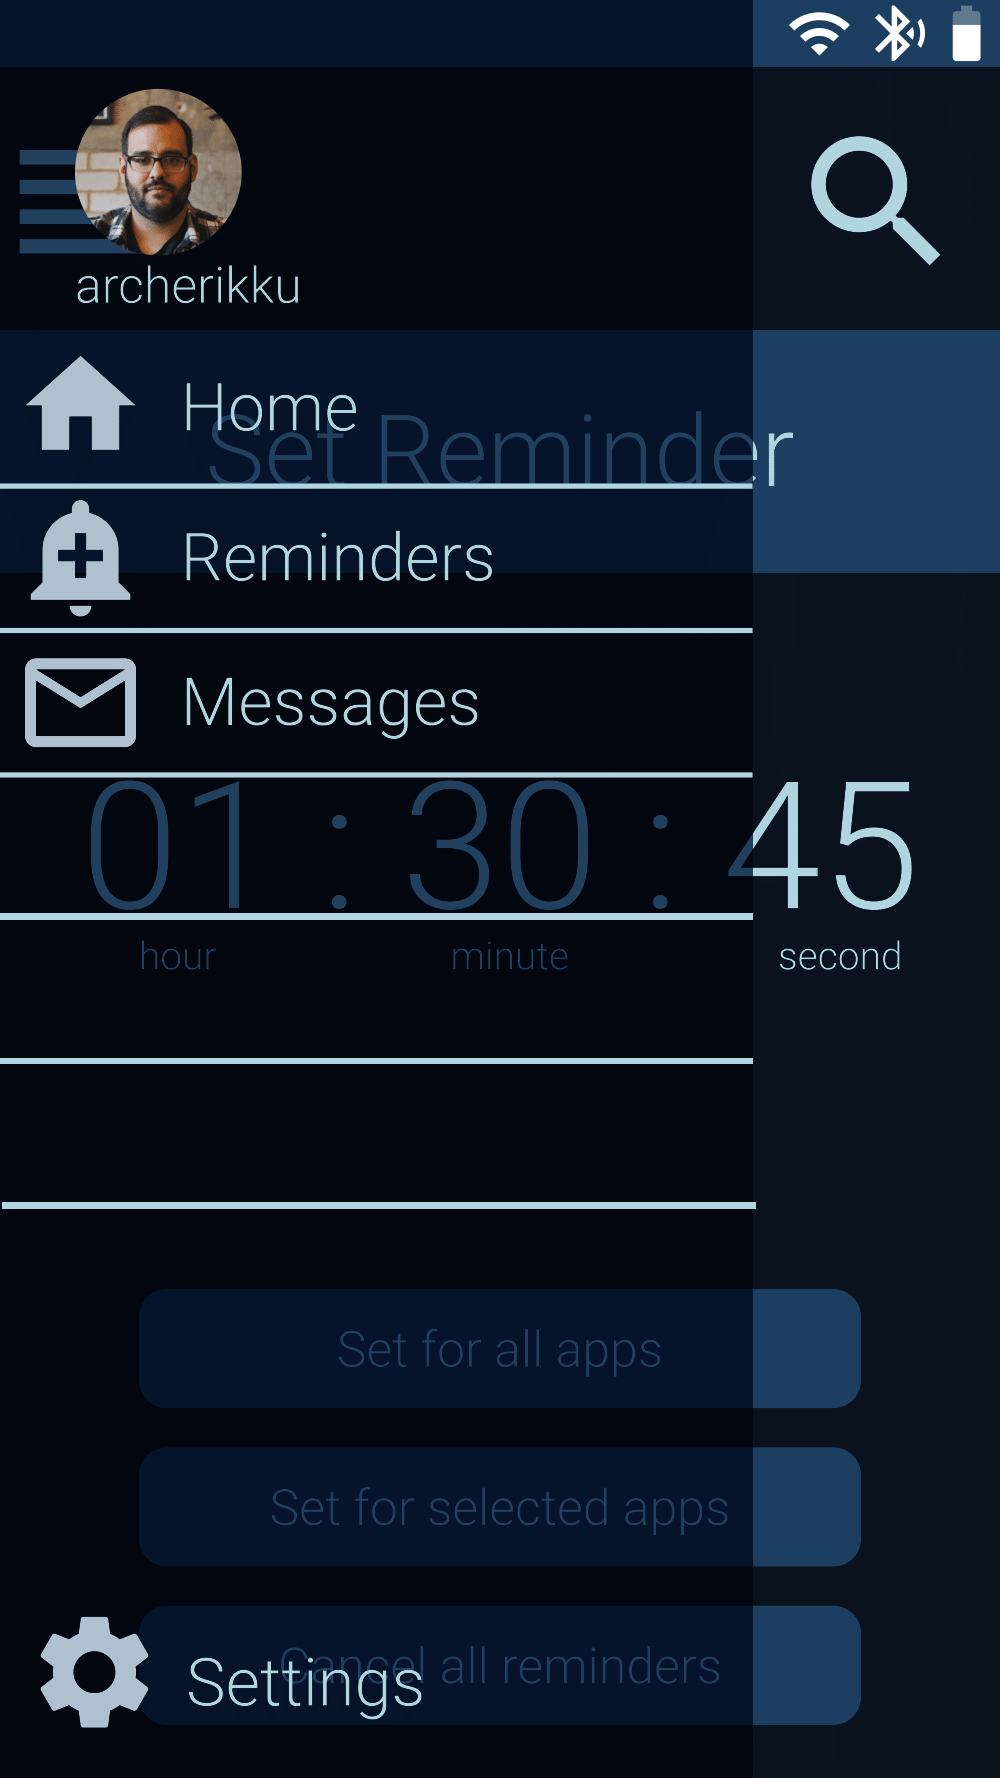 archerikku
Home
Set Reminder
Reminders
Messages
01 : 30 : 45
hour minute second
Set for all apps
Set for selected apps
Cancel all reminders
Settings